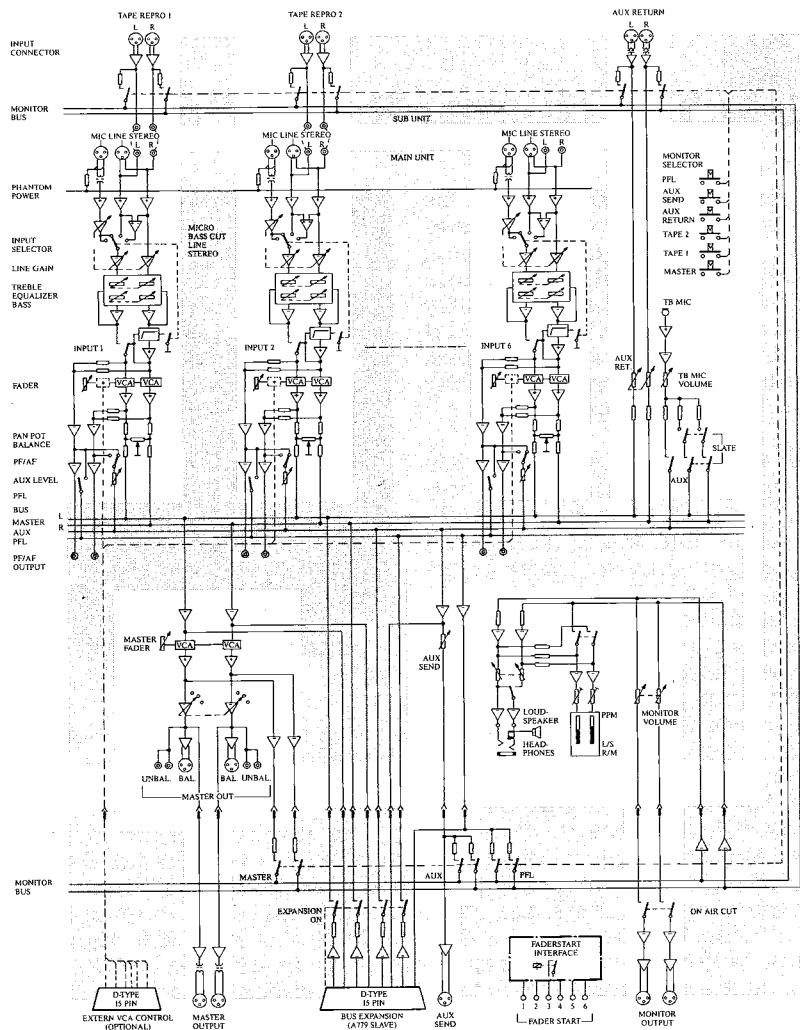 TAPE REPRO 1
L R
TAPE REPRO 2
L R
AUX RETURN
L R
INPUT
CONNECTOR
MONITOR
BUS
SUB UNIT
MIC LINE STEREO
L R
MIC LINE STEREO
L R
MAIN UNIT
MIC LINE STEREO
L R
MONITOR
SELECTOR
PFL
AUX
SEND
AUX
RETURN
TAPE 2
TAPE 1
MASTER
PHANTOM
POWER
MICRO
BASS CUT
LINE
STEREO
INPUT
SELECTOR
LINE GAIN
TREBLE
EQUALIZER
BASS
TB MIC
INPUT 1
INPUT 2
INPUT 6
AUX
RET.
TB MIC
VOLUME
FADER
VCA VCA
VCA VCA
VCA VCA
PAN POT
BALANCE
SLATE
PF/AF
AUX LEVEL
AUX
PFL
BUS L
MASTER R
AUX
PFL
PF/AF
OUTPUT
MASTER
FADER
VCA VCA
AUX
SEND
LOUD-
SPEAKER
HEAD-
PHONES
PPM
L/S
R/M
MONITOR
VOLUME
UNBAL. BAL. BAL. UNBAL.
MASTER OUT
MASTER
AUX
PFL
MONITOR
BUS
EXPANSION
ON
ON AIR CUT
FADERSTART
INTERFACE
D-TYPE
15 PIN
D-TYPE
15 PIN
1 2 3 4 5 6
EXTERN VCA CONTROL
(OPTIONAL)
MASTER
OUTPUT
BUS EXPANSION
(A779 SLAVE)
AUX
SEND
FADER START
MONITOR
OUTPUT